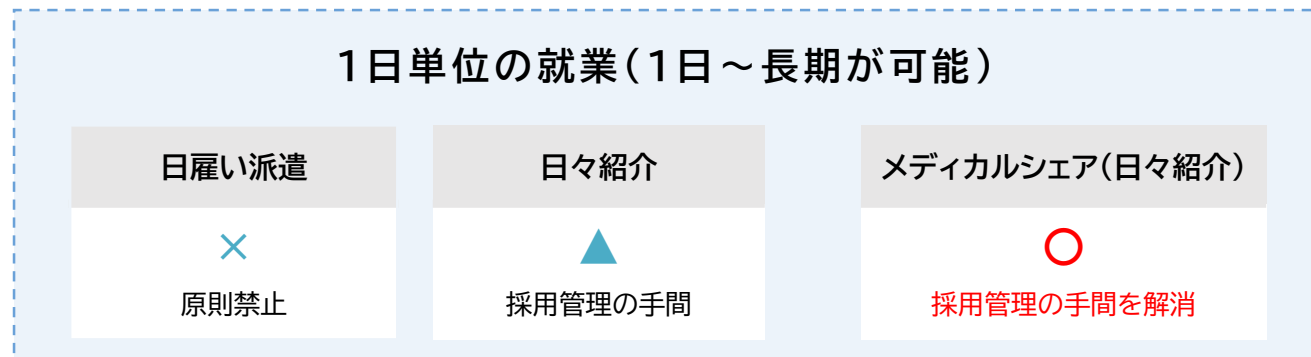 1日単位の就業（1日～長期が可能）
日雇い派遣
×
原則禁止
日々紹介
▲
採用管理の手間
メディカルシェア（日々紹介）
○
採用管理の手間を解消